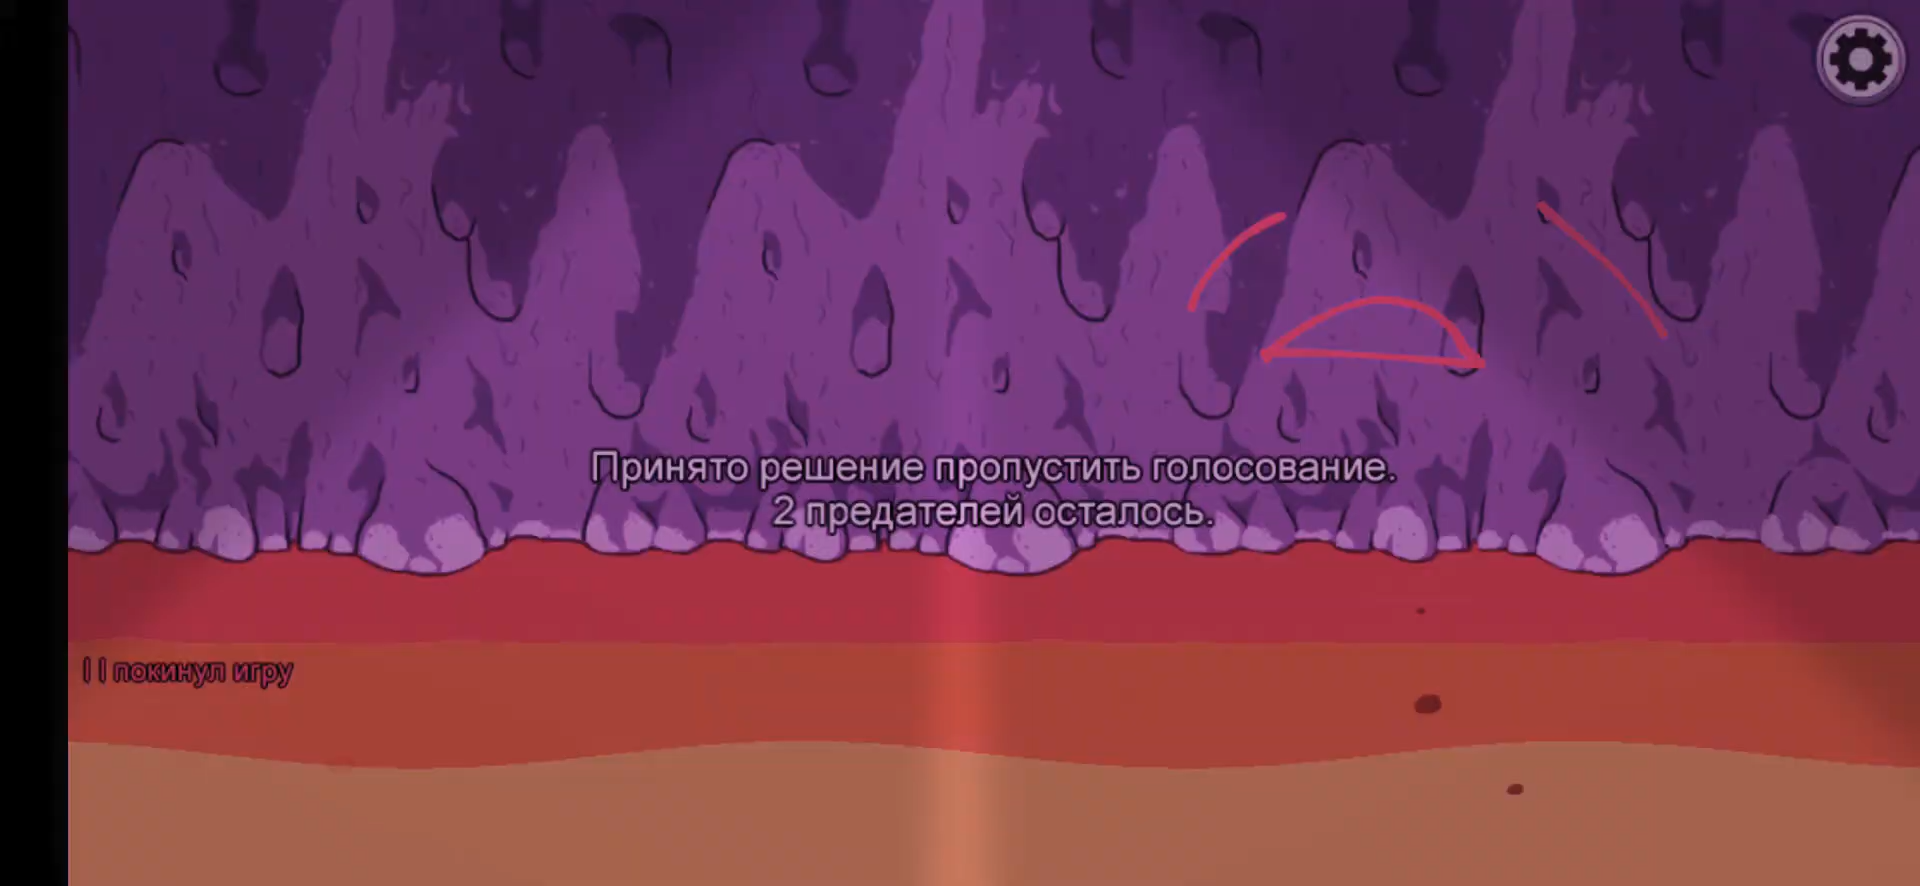 Принято решение пропустить голосование.
2 предателей осталось.
| | покинул игру